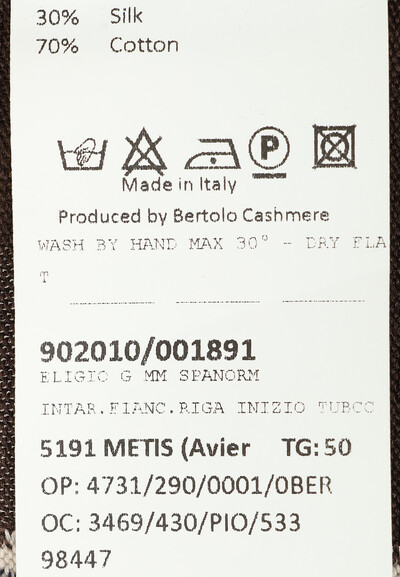 30% Silk
70% Cotton
P
Made in Italy
Produced by Bertolo Cashmere
WASH BY HAND MAX 30° - DRY FLA
T
902010/001891
ELIGIO G MM SPANORM
INTAR.FIANC.RIGA INIZIO TUBCC
5191 METIS (Avier TG: 50
OP: 4731/290/0001/0BER
OC: 3469/430/PIO/533
98447